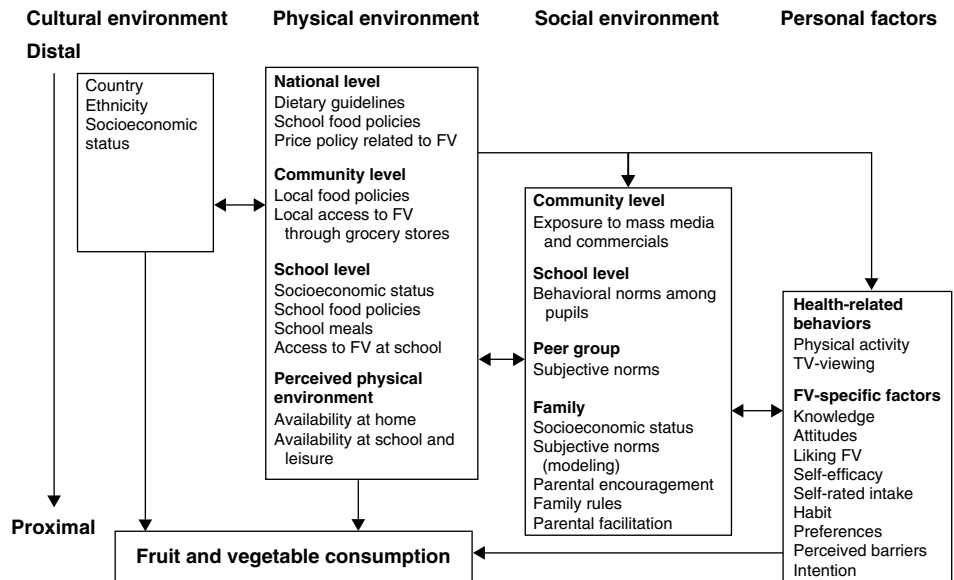 Cultural environment
Physical environment
Social environment
Personal factors
Distal
Country
Ethnicity
Socioeconomic
status
National level
Dietary guidelines
School food policies
Price policy related to FV
Community level
Local food policies
Local access to FV
through grocery stores
School level
Socioeconomic status
School food policies
School meals
Access to FV at school
Perceived physical
environment
Availability at home
Availability at school and
leisure
Community level
Exposure to mass media
and commercials
School level
Behavioral norms among
pupils
Peer group
Subjective norms
Family
Socioeconomic status
Subjective norms
(modeling)
Parental encouragement
Family rules
Parental facilitation
Health-related
behaviors
Physical activity
TV-viewing
FV-specific factors
Knowledge
Attitudes
Liking FV
Self-efficacy
Self-rated intake
Habit
Preferences
Perceived barriers
Intention
Proximal
Fruit and vegetable consumption